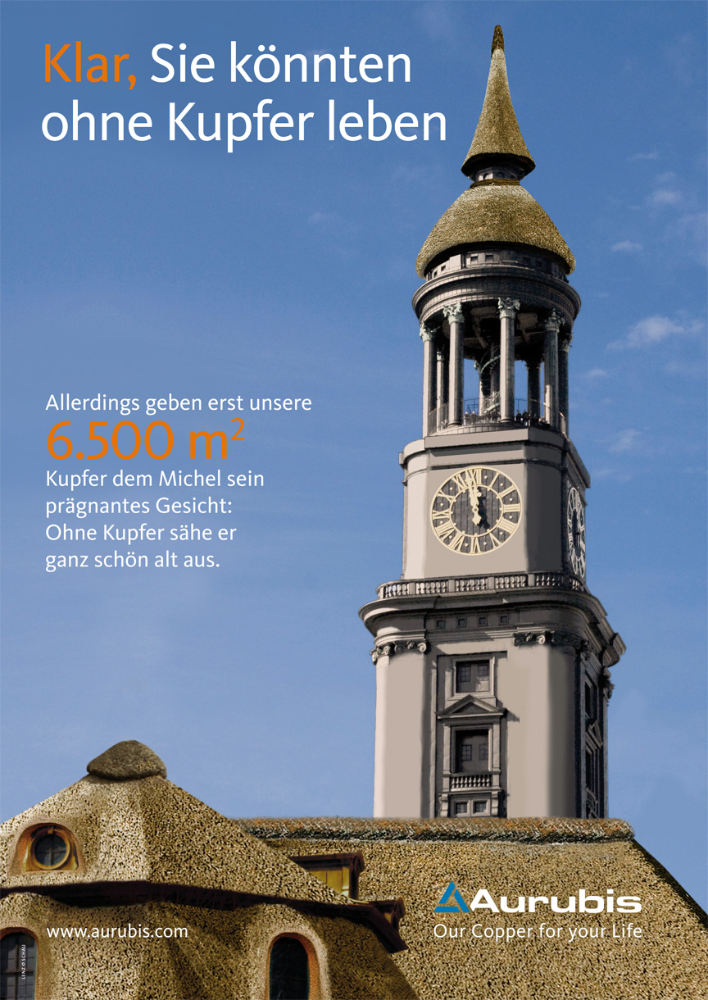 Klar, Sie könnten
ohne Kupfer leben
Allerdings geben erst unsere
6.500 m²
Kupfer dem Michel sein
prägnantes Gesicht:
Ohne Kupfer sähe er
ganz schön alt aus.
Aurubis
Our Copper for your Life
www.aurubis.com